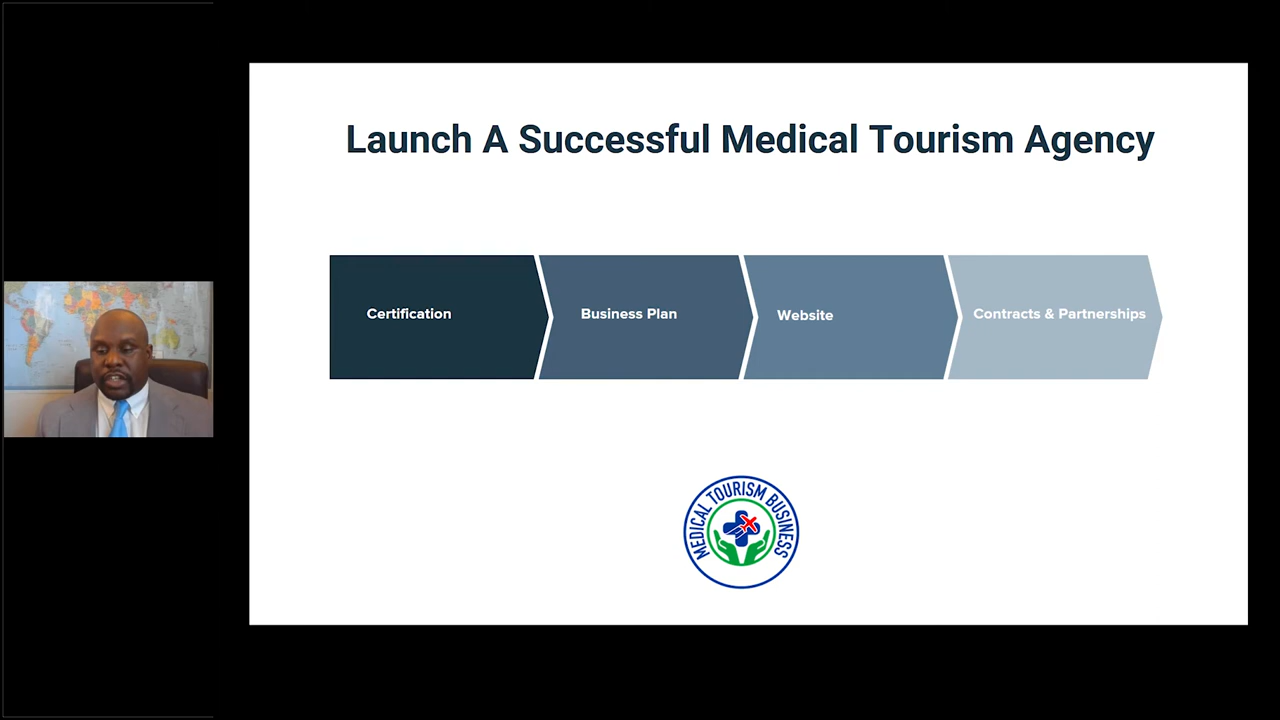 Launch A Successful Medical Tourism Agency
Certification
Business Plan
Website
Contracts & Partnerships
MEDICAL TOURISM BUSINESS